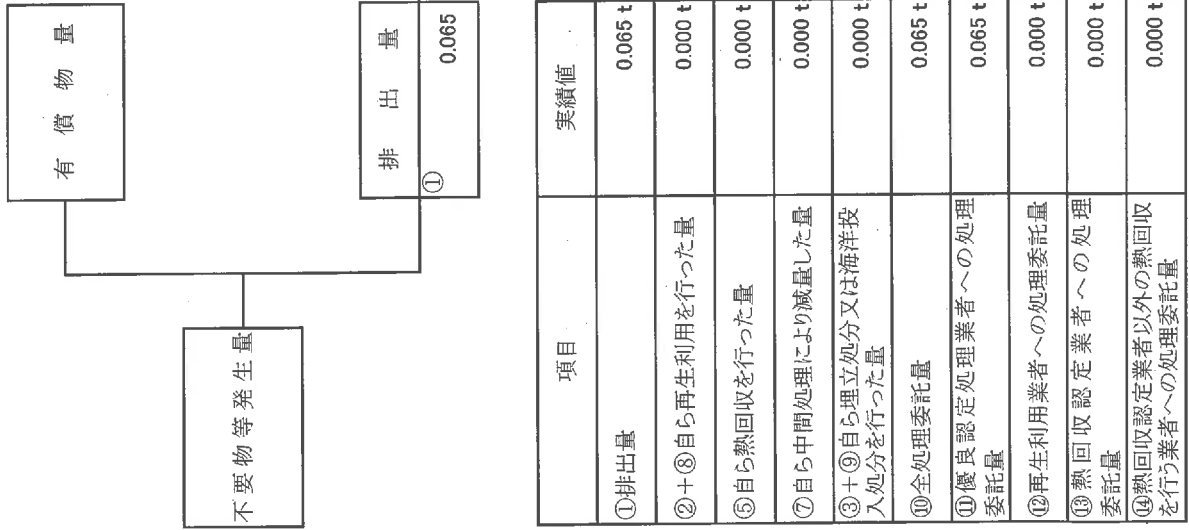 有償物量
不要物等発生量
排出量
①
0.065
項目
実績値
①排出量
0.065 t
②+⑧自ら再生利用を行った量
0.000 t
⑤自ら熱回収を行った量
0.000 t
⑦自ら中間処理により減量した量
0.000 t
③+⑨自ら埋立処分又は海洋投
入処分を行った量
0.000 t
⑩全処理委託量
0.065 t
⑪優良認定処理業者への処理
委託量
0.065 t
⑫再生利用業者への処理委託量
0.000 t
⑬熱回収認定業者への処理
委託量
0.000 t
⑭熱回収認定業者以外の熱回収
を行う業者への処理委託量
0.000 t